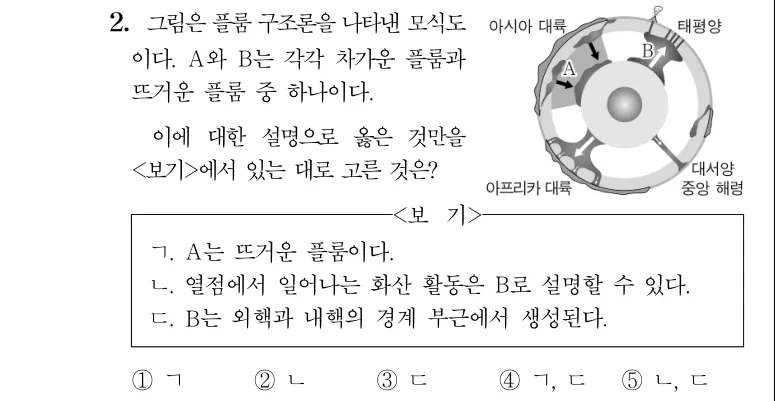 2. 그림은 플룸 구조론을 나타낸 모식도
이다. A와 B는 각각 차가운 플룸과
뜨거운 플룸 중 하나이다.
이에 대한 설명으로 옳은 것만을
<보기>에서 있는 대로 고른 것은?
아시아 대륙
태평양
A
B
아프리카 대륙
대서양
중앙 해령
<보 기>
ㄱ. A는 뜨거운 플룸이다.
ㄴ. 열점에서 일어나는 화산 활동은 B로 설명할 수 있다.
ㄷ. B는 외핵과 내핵의 경계 부근에서 생성된다.
① ㄱ ② ㄴ ③ ㄷ ④ ㄱ, ㄷ ⑤ ㄴ, ㄷ